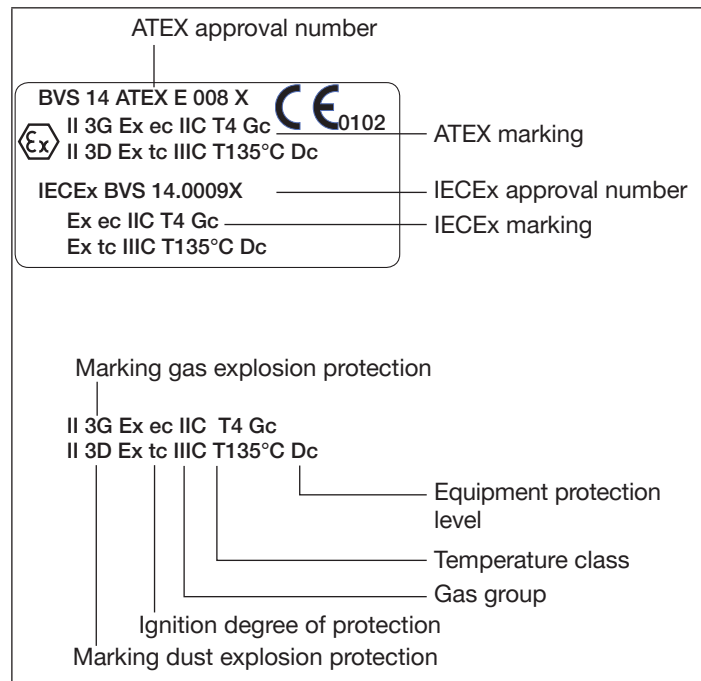 ATEX approval number
BVS 14 ATEX E 008 X
CE 0102
Ex
II 3G Ex ec IIC T4 Gc
ATEX marking
II 3D Ex tc IIIC T135°C Dc
IECEx BVS 14.0009X
IECEx approval number
Ex ec IIC T4 Gc
IECEx marking
Ex tc IIIC T135°C Dc
Marking gas explosion protection
II 3G Ex ec IIC T4 Gc
II 3D Ex tc IIIC T135°C Dc
Equipment protection
level
Temperature class
Gas group
Ignition degree of protection
Marking dust explosion protection